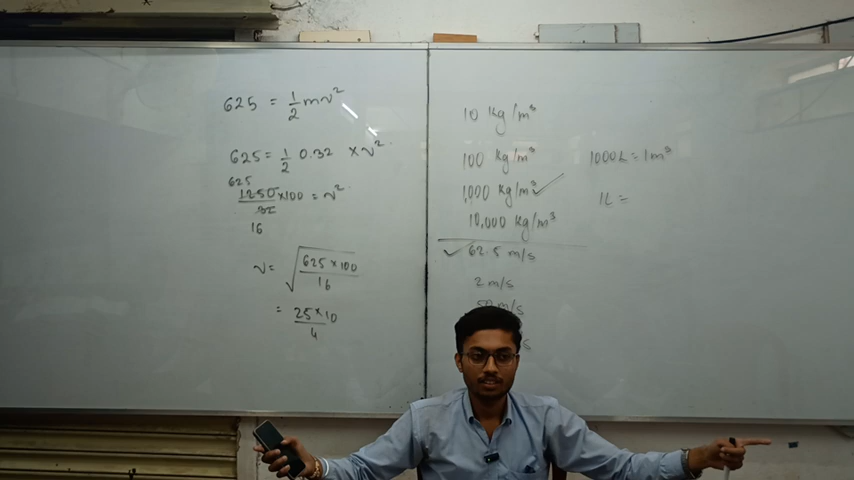 625 = 1/2 mv²
625 = 1/2 0.32 × v²
625
1250/32 × 100 = v²
16
v = √(625 × 100/16)
= 25 × 10/4
10 kg/m³
100 kg/m³
1,000 kg/m³ ✓
10,000 kg/m³
✓ 62.5 m/s
2 m/s
50 m/s
1000L = 1m³
1L =